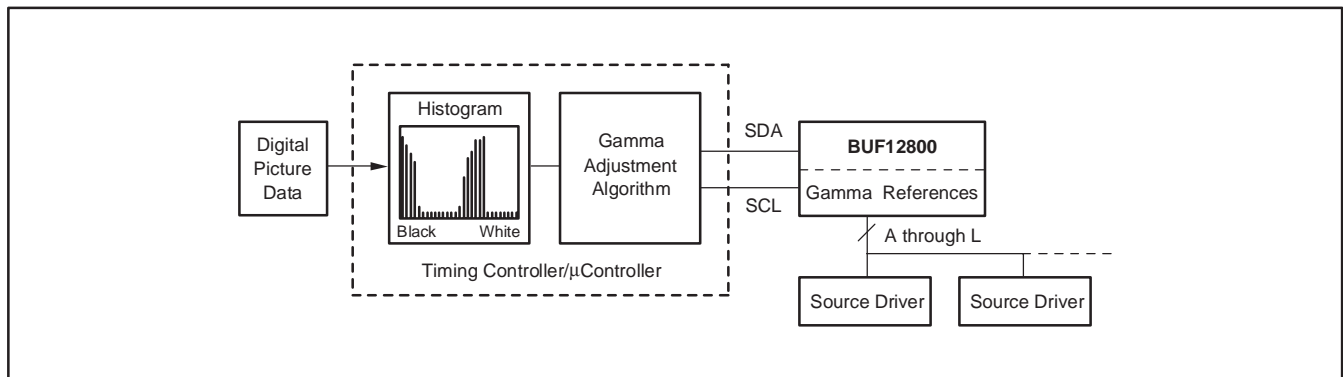 Digital
Picture
Data
Histogram
Black White
Gamma
Adjustment
Algorithm
Timing Controller/μController
SDA
SCL
BUF12800
Gamma References
A through L
Source Driver
Source Driver